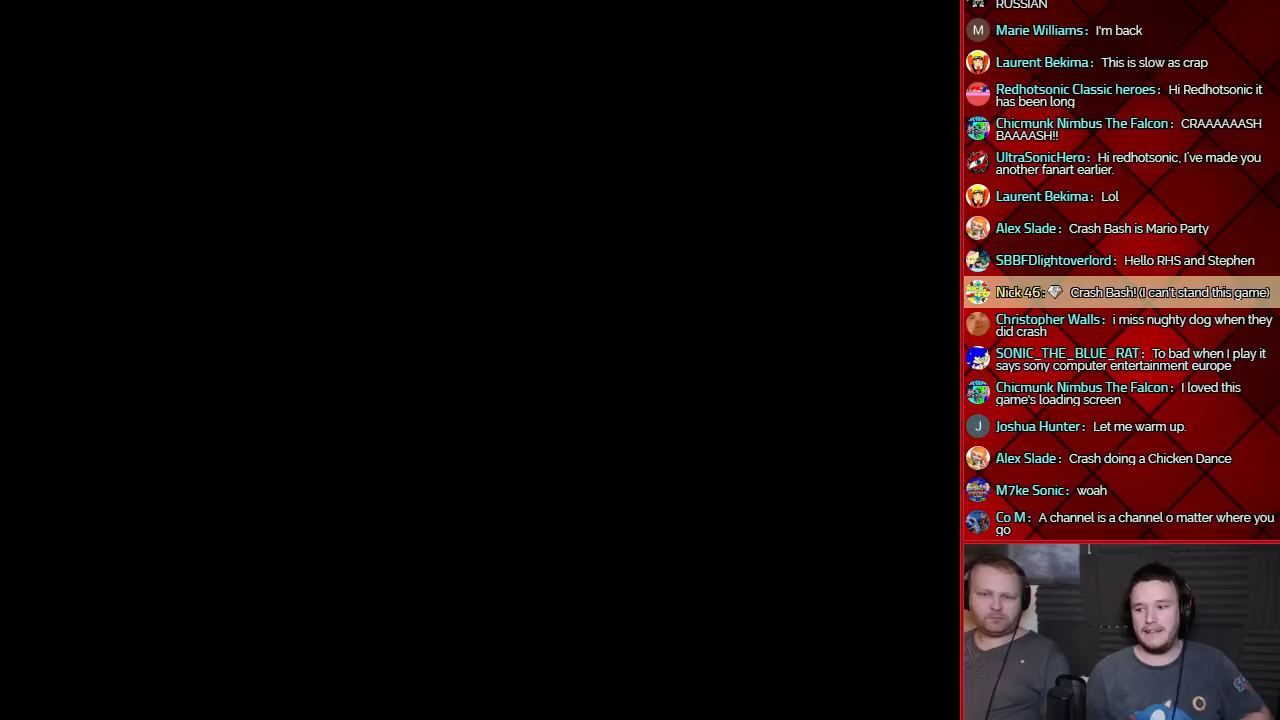 RUSSIAN
Marie Williams: I'm back
Laurent Bekima: This is slow as crap
Redhotsonic Classic heroes: Hi Redhotsonic it
has been long
Chicmunk Nimbus The Falcon: CRAAAAAASH
BAAAASH!!
UltraSonicHero: Hi redhotsonic, I've made you
another fanart earlier.
Laurent Bekima: Lol
Alex Slade: Crash Bash is Mario Party
SBBFDlightoverlord: Hello RHS and Stephen
Nick 46: Crash Bash! (I can't stand this game)
Christopher Walls: i miss nughty dog when they
did crash
SONIC_THE_BLUE_RAT: To bad when I play it
says sony computer entertainment europe
Chicmunk Nimbus The Falcon: I loved this
game's loading screen
J
Joshua Hunter: Let me warm up.
Alex Slade: Crash doing a Chicken Dance
M7ke Sonic: woah
Co M: A channel is a channel o matter where you
go